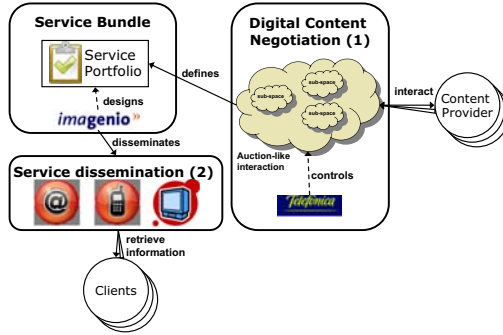 Service Bundle
Service
Portfolio
designs
imagenio»
disseminates
defines
Digital Content
Negotiation (1)
sub-space
sub-space
sub-space
Auction-like
interaction
controls
Telefónica
interact
Content
Provider
Service dissemination (2)
@
retrieve
information
Clients